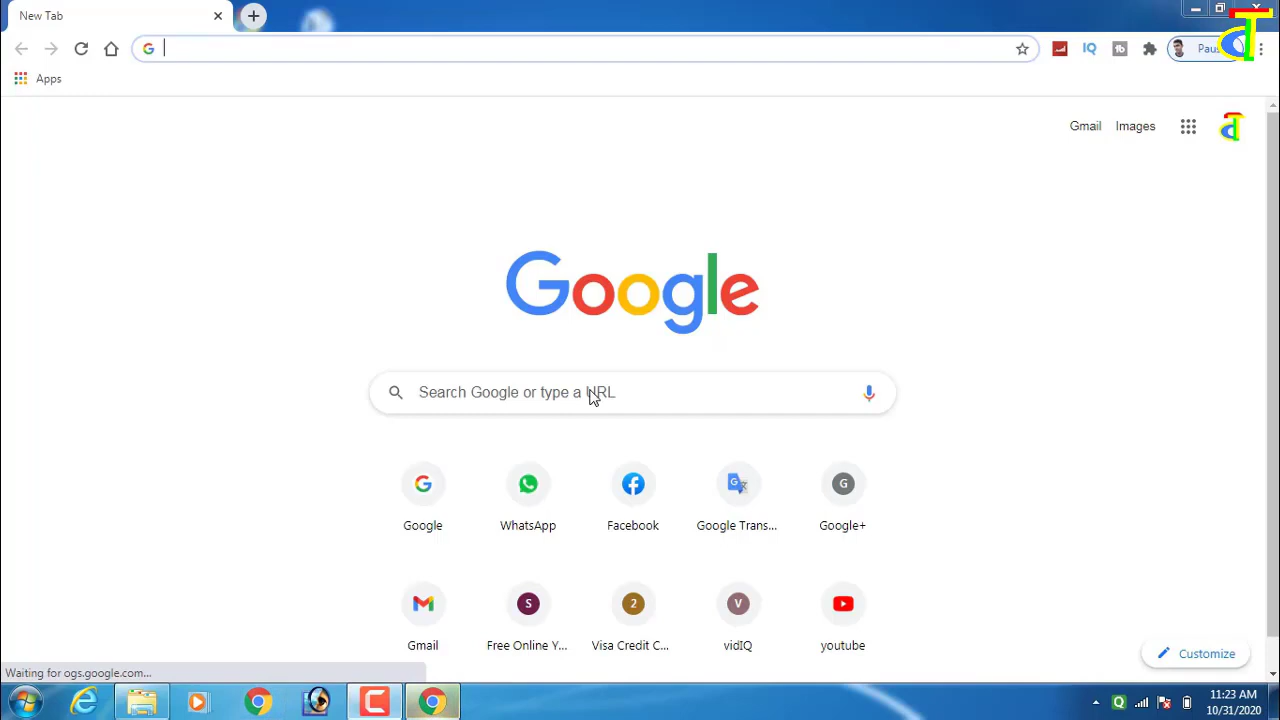 New Tab
Paus
Apps
Gmail Images
Google
Search Google or type a URL
Google WhatsApp Facebook Google Trans... Google+
Gmail Free Online Y... Visa Credit C... vidIQ youtube
Customize
Waiting for ogs.google.com...
11:23 AM
10/31/2020